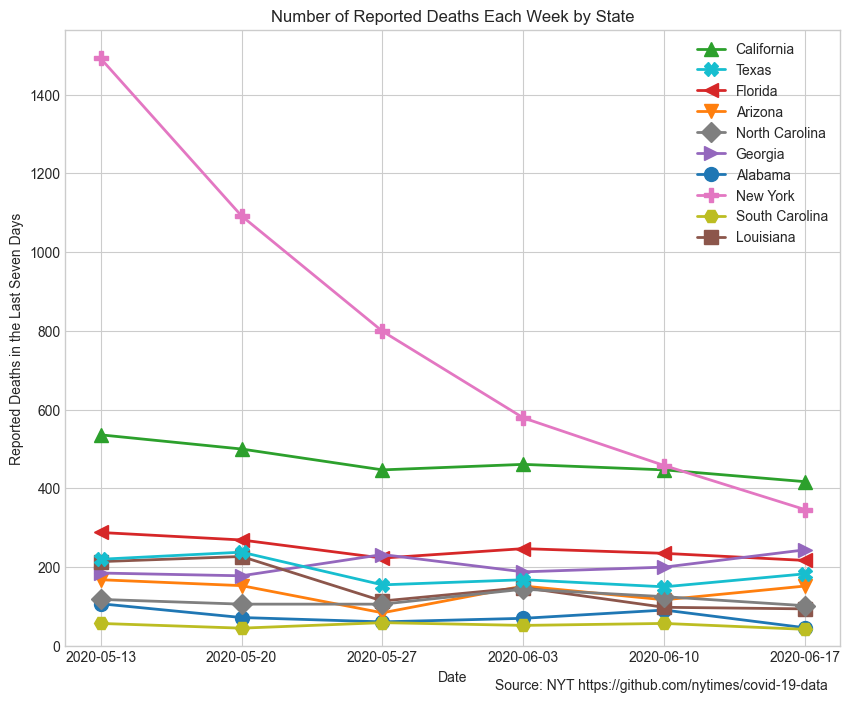 Number of Reported Deaths Each Week by State
California
Texas
Florida
Arizona
North Carolina
Georgia
Alabama
New York
South Carolina
Louisiana
Reported Deaths in the Last Seven Days
1400
1200
1000
800
600
400
200
0
2020-05-13 2020-05-20 2020-05-27 2020-06-03 2020-06-10 2020-06-17
Date
Source: NYT https://github.com/nytimes/covid-19-data